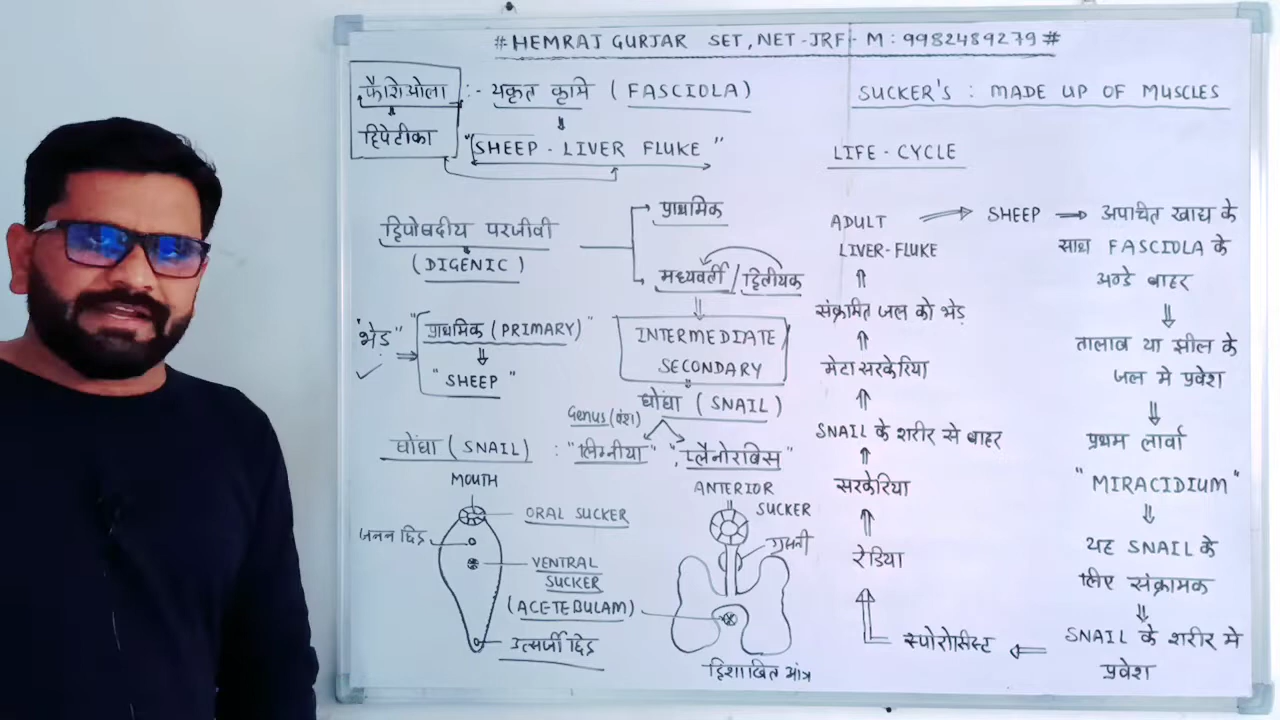 #HEMRAJ GURJAR SET, NET-JRF- M: 9982489279#
फैशिओला :- यकृत कृमि (FASCIOLA)
हिपेटीका
"SHEEP-LIVER FLUKE"
द्विपोषदीय परजीवी
(DIGENIC)
प्राथमिक
मध्यवर्ती/द्वितीयक
"भेड़" "प्राथमिक (PRIMARY)"
"SHEEP"
INTERMEDIATE/
SECONDARY
घोंघा (SNAIL)
Genus (वंश)
घोंघा (SNAIL) : "लिम्नीया", "प्लैनोरबिस"
MOUTH
ORAL SUCKER
जनन छिद्र
VENTRAL
SUCKER
(ACETEBULAM)
उत्सर्जी छिद्र
ANTERIOR
SUCKER
ग्रसनी
द्विशाखित आंत्र
SUCKER'S : MADE UP OF MUSCLES
LIFE-CYCLE
ADULT
LIVER-FLUKE
SHEEP
अपाचित खाद्य के
साथ FASCIOLA के
अण्डे बाहर
तालाब या झील के
जल मे प्रवेश
प्रथम लार्वा
"MIRACIDIUM"
यह SNAIL के
लिए संक्रामक
SNAIL के शरीर मे
प्रवेश
स्पोरोसिस्ट
रेडिया
सरकेरिया
SNAIL के शरीर से बाहर
मेटासरकेरिया
संक्रमित जल को भेड़